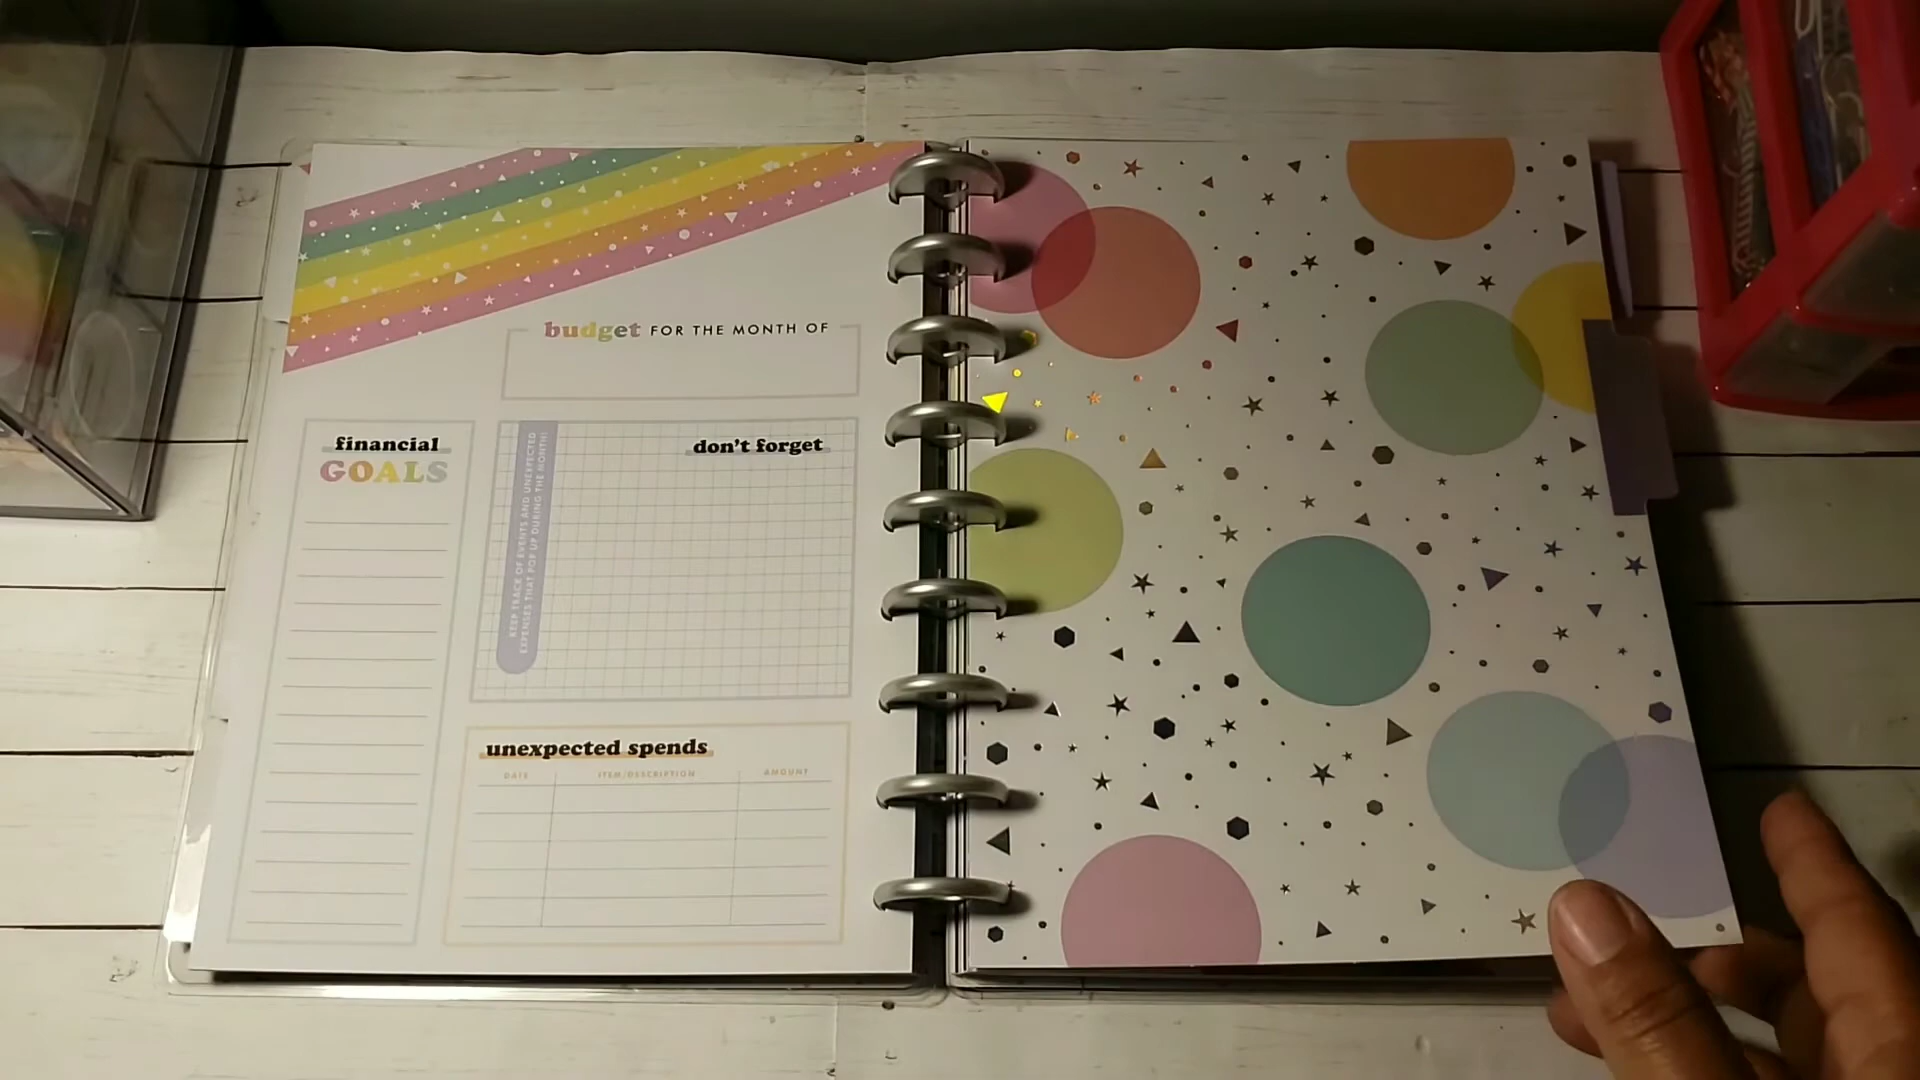 budget FOR THE MONTH OF
financial
GOALS
don't forget
KEEP TRACK OF EVENTS AND UNEXPECTED
EXPENSES THAT POP UP DURING THE MONTH!
unexpected spends
DATE ITEM/DESCRIPTION AMOUNT